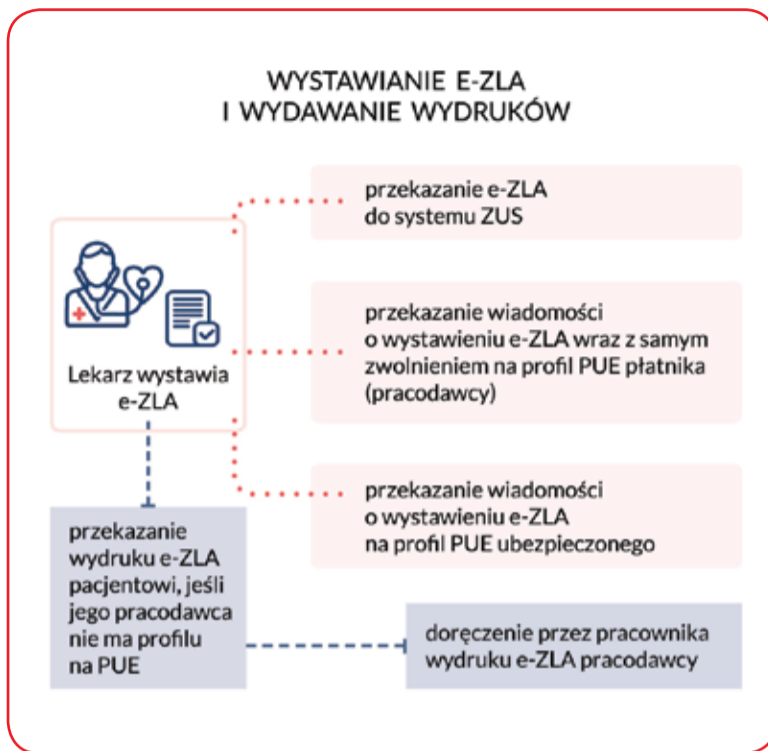 WYSTAWIANIE E-ZLA
I WYDAWANIE WYDRUKÓW
przekazanie e-ZLA
do systemu ZUS
Lekarz wystawia
e-ZLA
przekazanie wiadomości
o wystawieniu e-ZLA wraz z samym
zwolnieniem na profil PUE płatnika
(pracodawcy)
przekazanie wiadomości
o wystawieniu e-ZLA
na profil PUE ubezpieczonego
przekazanie
wydruku e-ZLA
pacjentowi, jeśli
jego pracodawca
nie ma profilu
na PUE
doręczenie przez pracownika
wydruku e-ZLA pracodawcy